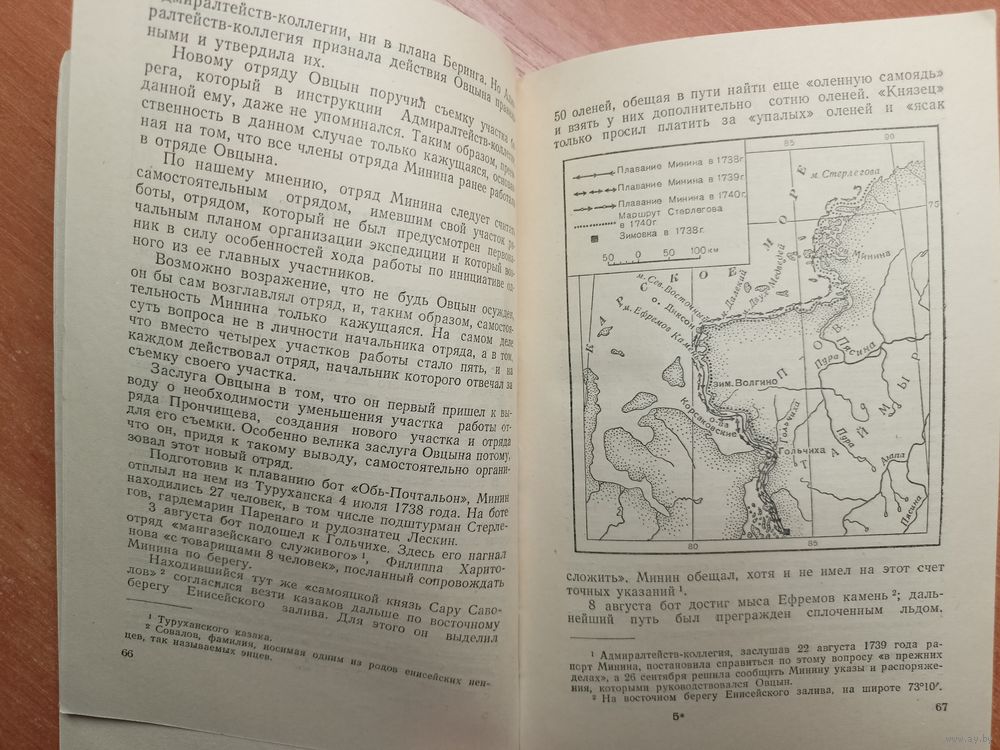 дмиралтейств-коллегии, ни в плана Беринга. Но Адми-
ралтейств-коллегия признала действия Овцына правиль-
ными и утвердила их.
Новому отряду Овцын поручил съемку участка бе-
рега, который в инструкции Адмиралтейств-коллегии,
данной ему, даже не упоминался. Таким образом, преем-
ственность в данном случае только кажущаяся, основан-
ная на том, что все члены отряда Минина ранее работали
в отряде Овцына.
По нашему мнению, отряд Минина следует считать
самостоятельным отрядом, имевшим свой участок ра-
боты, отрядом, который не был предусмотрен первона-
чальным планом организации экспедиции и который воз-
ник в силу особенностей хода работы по инициативе од-
ного из ее главных участников.
Возможно возражение, что не будь Овцын осужден,
он бы сам возглавлял отряд, и, таким образом, самостоя-
тельность Минина только кажущаяся. На самом деле
суть вопроса не в личности начальника отряда, а в том,
что вместо четырех участков работы стало пять, и на
каждом действовал отряд, начальник которого отвечал за
съемку своего участка.
Заслуга Овцына в том, что он первый пришел к вы-
воду о необходимости уменьшения участка работы от-
ряда Прончищева, создания нового участка и отряда
для его съемки. Особенно велика заслуга Овцына потому,
что он, придя к такому выводу, самостоятельно органи-
зовал этот новый отряд.
Подготовив к плаванию бот «Обь-Почтальон», Минин
отплыл на нем из Туруханска 4 июля 1738 года. На боте
находились 27 человек, в том числе подштурман Стерле-
гов, гардемарин Паренаго и рудознатец Лескин.
3 августа бот подошел к Гольчихе. Здесь его нагнал
отряд «мангазейского служивого» ¹, Филиппа Харито-
нова «с товарищами 8 человек», посланный сопровождать
Минина по берегу.
Находившийся тут же «самояцкой князь Сару Саво-
лов» ² согласился везти казаков дальше по восточному
берегу Енисейского залива. Для этого он выделил
¹ Туруханского казака.
² Совалов, фамилия, носимая одним из родов енисейских нен-
цев, так называемых энцев.
66
50 оленей, обещая в пути найти еще «оленную самоядь»
и взять у них дополнительно сотню оленей. «Князец»
только просил платить за «упалых» оленей и «ясак
85
90
Плавание Минина в 1738г.
Плавание Минина в 1739г.
Плавание Минина в 1740г.
Маршрут Стерлегова
в 1740г.
Зимовка в 1738г.
50 0 50 100 км
м. Стерлегова
75
КАРСКОЕ МОРЕ
Минина
м. Сев. Восточный
о. Диксон
м. Ефремов Камень
м. Далекий
Двух Медведей
Пясина
Пура
зим. Волгино
Корсаковские
о-ва
Гольчиха
Гольчиха
Пура
ТАЙМЫР
Агапа
Пясина
80
85
сложить». Минин обещал, хотя и не имел на этот счет
точных указаний ¹.
8 августа бот достиг мыса Ефремов камень ²; даль-
нейший путь был прегражден сплоченным льдом.
¹ Адмиралтейств-коллегия, заслушав 22 августа 1739 года ра-
порт Минина, постановила справиться по этому вопросу «в прежних
делах», а 26 сентября решила сообщить Минину указы и распоряже-
ния, которыми руководствовался Овцын.
² На восточном берегу Енисейского залива, на широте 73°10′.
5*
67
www.ay.by